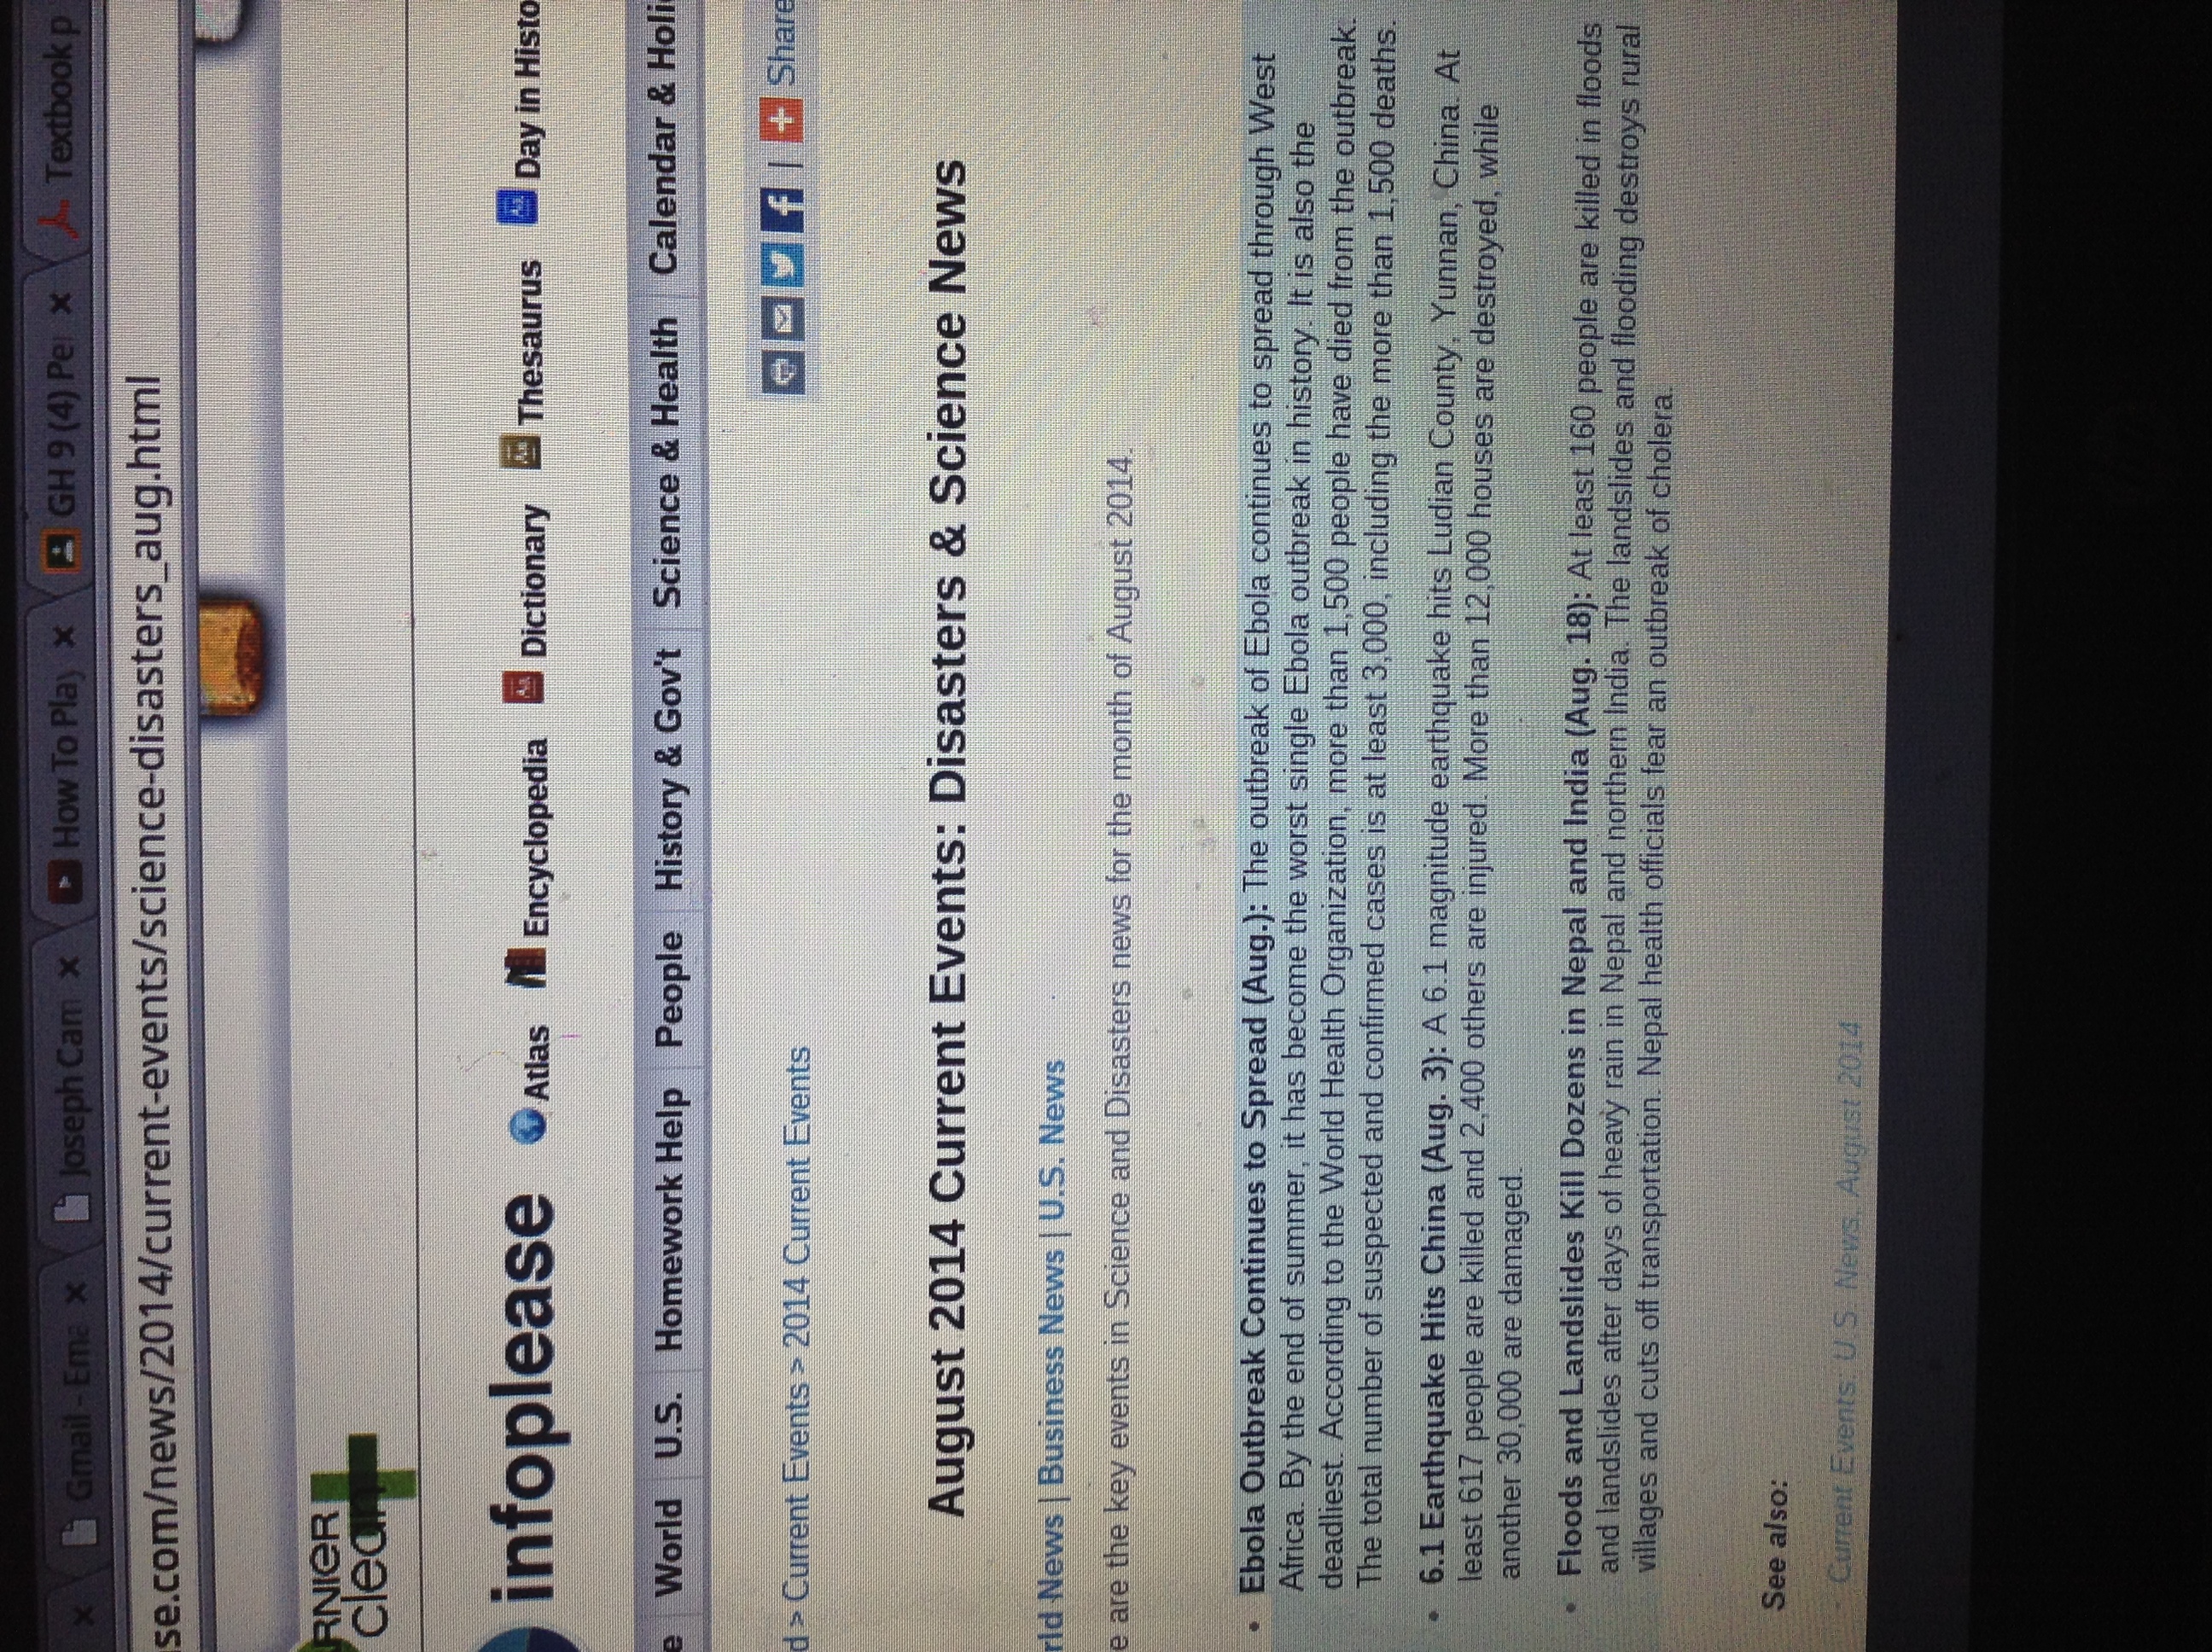 Gmail - Ema
Joseph Cam
How To Play
GH 9 (4) Pe
Textbook p
se.com/news/2014/current-events/science-disasters_aug.html
RNIER
clean
infoplease
Atlas
Encyclopedia
Dictionary
Thesaurus
Day in Histo
e World U.S. Homework Help People History & Gov't Science & Health Calendar & Holi
d > Current Events > 2014 Current Events
| Share
August 2014 Current Events: Disasters & Science News
rld News | Business News | U.S. News
e are the key events in Science and Disasters news for the month of August 2014.
• Ebola Outbreak Continues to Spread (Aug.): The outbreak of Ebola continues to spread through West
Africa. By the end of summer, it has become the worst single Ebola outbreak in history. It is also the
deadliest. According to the World Health Organization, more than 1,500 people have died from the outbreak.
The total number of suspected and confirmed cases is at least 3,000, including the more than 1,500 deaths.
• 6.1 Earthquake Hits China (Aug. 3): A 6.1 magnitude earthquake hits Ludian County, Yunnan, China. At
least 617 people are killed and 2,400 others are injured. More than 12,000 houses are destroyed, while
another 30,000 are damaged.
• Floods and Landslides Kill Dozens in Nepal and India (Aug. 18): At least 160 people are killed in floods
and landslides after days of heavy rain in Nepal and northern India. The landslides and flooding destroys rural
villages and cuts off transportation. Nepal health officials fear an outbreak of cholera.
See also:
Current Events: U.S. News, August 2014